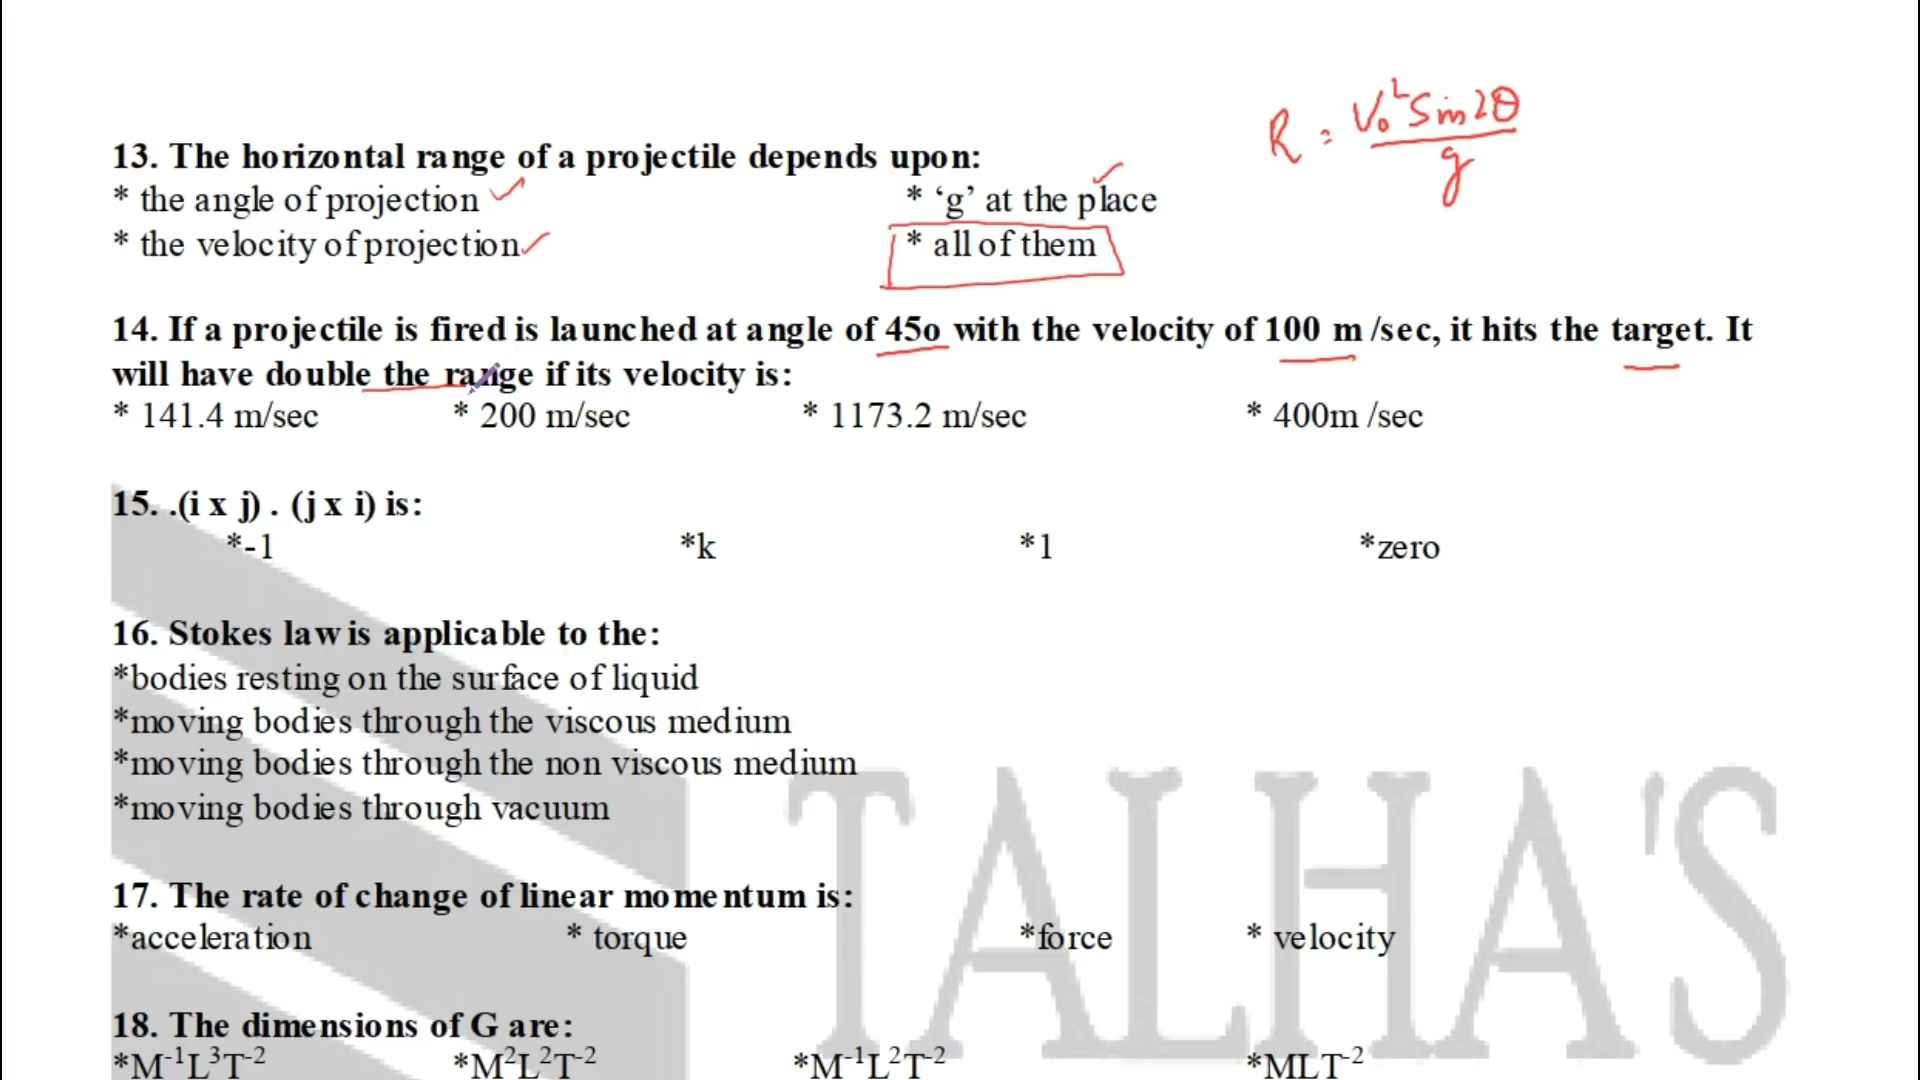 R = V₀² Sin2θ / g
13. The horizontal range of a projectile depends upon:
* the angle of projection ✓ * ‘g’ at the place ✓
* the velocity of projection ✓ * all of them
14. If a projectile is fired is launched at angle of 45o with the velocity of 100 m /sec, it hits the target. It
will have double the range if its velocity is:
* 141.4 m/sec * 200 m/sec * 1173.2 m/sec * 400m /sec
15. .(i x j) . (j x i) is:
*-1 *k *1 *zero
16. Stokes law is applicable to the:
*bodies resting on the surface of liquid
*moving bodies through the viscous medium
*moving bodies through the non viscous medium
*moving bodies through vacuum
TALHA'S
17. The rate of change of linear momentum is:
*acceleration * torque *force * velocity
18. The dimensions of G are:
*M⁻¹L³T⁻² *M²L²T⁻² *M⁻¹L²T⁻² *MLT⁻²